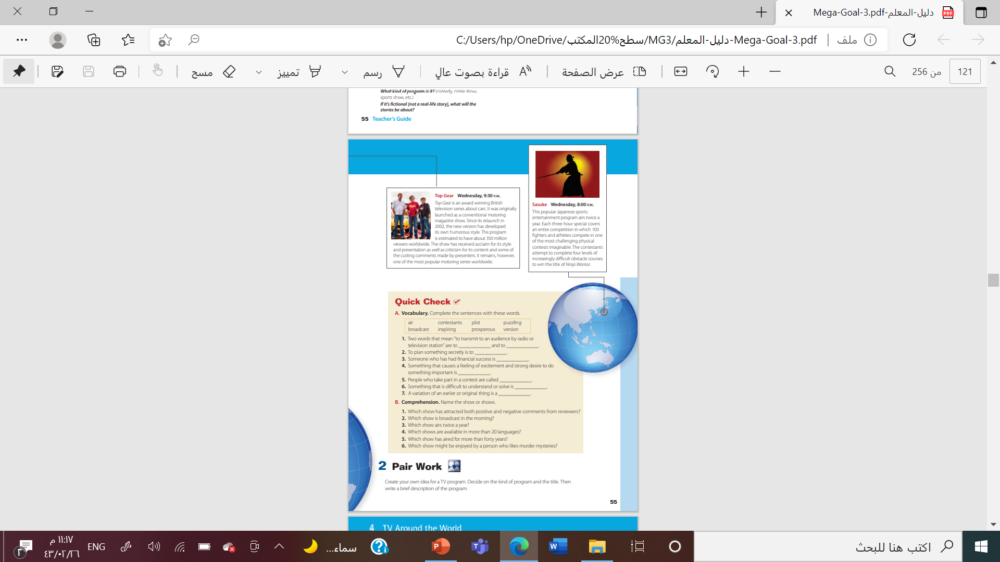 دليل-المعلم-Mega-Goal-3.pdf
ملف
C:/Users/hp/OneDrive/سطح%20المكتب/MG3/دليل-المعلم-Mega-Goal-3.pdf
121
من 256
عرض الصفحة
قراءة بصوت عالٍ
رسم
تمييز
مسح
What kind of program is it? (comedy, crime show,
sports show, etc.)
If it's fictional (not a real-life story), what will the
stories be about?
55 Teacher's Guide
Top Gear Wednesday, 9:30 P.M.
Top Gear is an award winning British
television series about cars. It was originally
launched as a conventional motoring
magazine show. Since its relaunch in
2002, the new version has developed
its own humorous style. The program
is estimated to have about 350 million
viewers worldwide. The show has received acclaim for its style
and presentation as well as criticism for its content and some of
the cutting comments made by presenters. It remains, however,
one of the most popular motoring series worldwide.
Sasuke Wednesday, 8:00 P.M.
This popular Japanese sports
entertainment program airs twice a
year. Each three-hour special covers
an entire competition in which 100
fighters and athletes compete in one
of the most challenging physical
contests imaginable. The contestants
attempt to complete four levels of
increasingly difficult obstacle courses
to win the title of Ninja Warrior.
Quick Check
A. Vocabulary. Complete the sentences with these words.
air contestants plot puzzling
broadcast inspiring prosperous version
1. Two words that mean "to transmit to an audience by radio or
television station" are to ____________ and to ____________.
2. To plan something secretly is to ____________.
3. Someone who has had financial success is ____________.
4. Something that causes a feeling of excitement and strong desire to do
something important is ____________.
5. People who take part in a contest are called ____________.
6. Something that is difficult to understand or solve is ____________.
7. A variation of an earlier or original thing is a ____________.
B. Comprehension. Name the show or shows.
1. Which show has attracted both positive and negative comments from reviewers?
2. Which show is broadcast in the morning?
3. Which show airs twice a year?
4. Which shows are available in more than 20 languages?
5. Which show has aired for more than forty years?
6. Which show might be enjoyed by a person who likes murder mysteries?
2 Pair Work
Create your own idea for a TV program. Decide on the kind of program and the title. Then
write a brief description of the program.
55
4 TV Around the World
اكتب هنا للبحث
سماء...
ENG
١١:١٧ م
٤٣/٠٢/٢٦
٣